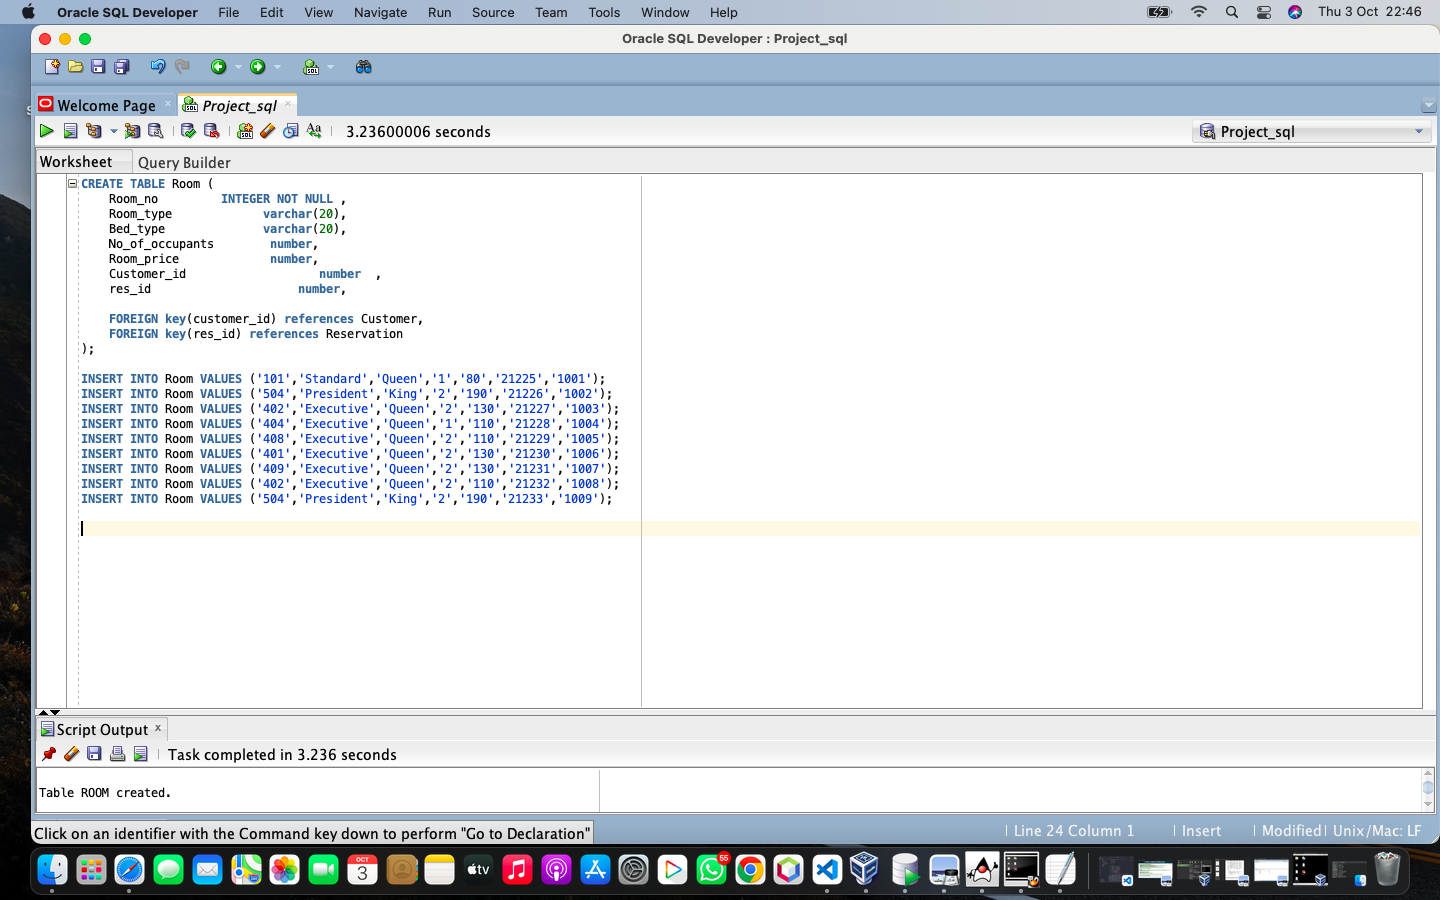 Oracle SQL Developer File Edit View Navigate Run Source Team Tools Window Help Thu 3 Oct 22:46
Oracle SQL Developer : Project_sql
Welcome Page Project_sql
3.23600006 seconds Project_sql
Worksheet Query Builder
CREATE TABLE Room (
Room_no INTEGER NOT NULL ,
Room_type varchar(20),
Bed_type varchar(20),
No_of_occupants number,
Room_price number,
Customer_id number ,
res_id number,
FOREIGN key(customer_id) references Customer,
FOREIGN key(res_id) references Reservation
);
INSERT INTO Room VALUES ('101','Standard','Queen','1','80','21225','1001');
INSERT INTO Room VALUES ('504','President','King','2','190','21226','1002');
INSERT INTO Room VALUES ('402','Executive','Queen','2','130','21227','1003');
INSERT INTO Room VALUES ('404','Executive','Queen','1','110','21228','1004');
INSERT INTO Room VALUES ('408','Executive','Queen','2','110','21229','1005');
INSERT INTO Room VALUES ('401','Executive','Queen','2','130','21230','1006');
INSERT INTO Room VALUES ('409','Executive','Queen','2','130','21231','1007');
INSERT INTO Room VALUES ('402','Executive','Queen','2','110','21232','1008');
INSERT INTO Room VALUES ('504','President','King','2','190','21233','1009');
Script Output
Task completed in 3.236 seconds
Table ROOM created.
Click on an identifier with the Command key down to perform "Go to Declaration"
Line 24 Column 1 Insert Modified Unix/Mac: LF
OCT
3
tv
55